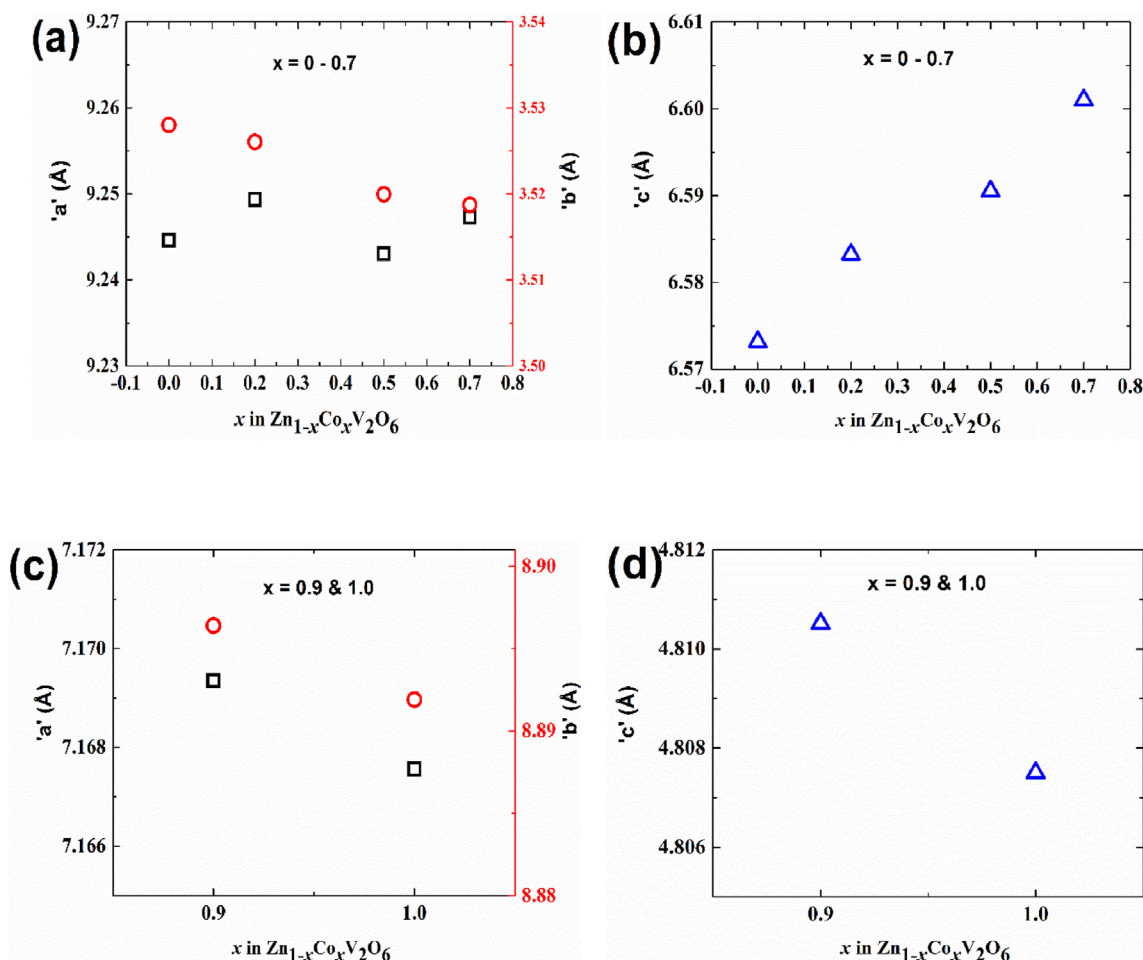 (a)
x = 0 - 0.7
9.27
9.26
9.25
9.24
9.23
'a' (Å)
3.54
3.53
3.52
3.51
3.50
'b' (Å)
-0.1 0.0 0.1 0.2 0.3 0.4 0.5 0.6 0.7 0.8
x in Zn1-xCoxV2O6
(b)
x = 0 - 0.7
6.61
6.60
6.59
6.58
6.57
'c' (Å)
-0.1 0.0 0.1 0.2 0.3 0.4 0.5 0.6 0.7 0.8
x in Zn1-xCoxV2O6
(c)
x = 0.9 & 1.0
7.172
7.170
7.168
7.166
'a' (Å)
8.90
8.89
8.88
'b' (Å)
0.9 1.0
x in Zn1-xCoxV2O6
(d)
x = 0.9 & 1.0
4.812
4.810
4.808
4.806
'c' (Å)
0.9 1.0
x in Zn1-xCoxV2O6